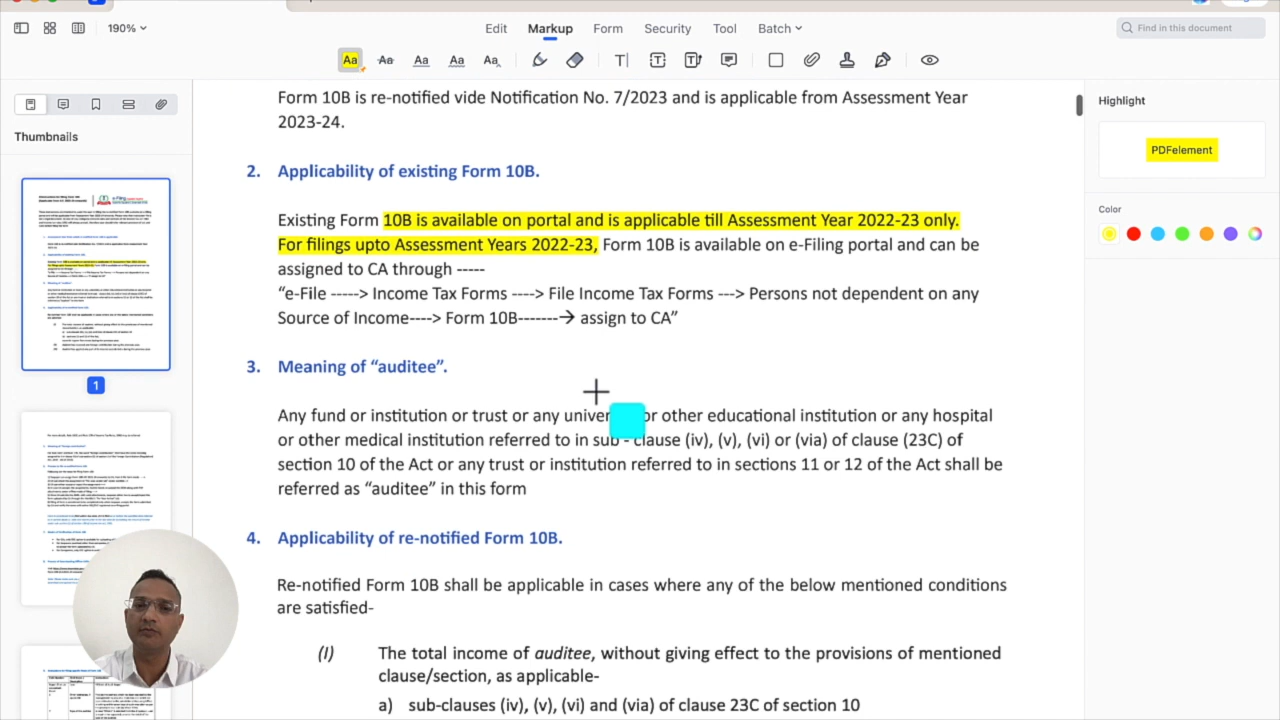 190%
Edit
Markup
Form
Security
Tool
Batch
Find in this document
Aa
Aa
Aa
Aa
Aa
T
T
T
Thumbnails
1
Form 10B is re-notified vide Notification No. 7/2023 and is applicable from Assessment Year
2023-24.
2. Applicability of existing Form 10B.
Existing Form 10B is available on portal and is applicable till Assessment Year 2022-23 only.
For filings upto Assessment Years 2022-23, Form 10B is available on e-Filing portal and can be
assigned to CA through -----
“e-File -----> Income Tax Forms ----> File Income Tax Forms ---> Persons not dependent on any
Source of Income----> Form 10B-------→ assign to CA”
3. Meaning of “auditee”.
Any fund or institution or trust or any or other educational institution or any hospital
or other medical institution referred to in sub - clause (iv), (v), (vi) or (via) of clause (23C) of
section 10 of the Act or any trust or institution referred to in sections 11 or 12 of the Act shall be
referred as “auditee” in this form.
4. Applicability of re-notified Form 10B.
Re-notified Form 10B shall be applicable in cases where any of the below mentioned conditions
are satisfied-
(I) The total income of auditee, without giving effect to the provisions of mentioned
clause/section, as applicable-
a) sub-clauses (iv), (v), (vi) and (via) of clause 23C of section 10
Highlight
PDFelement
Color